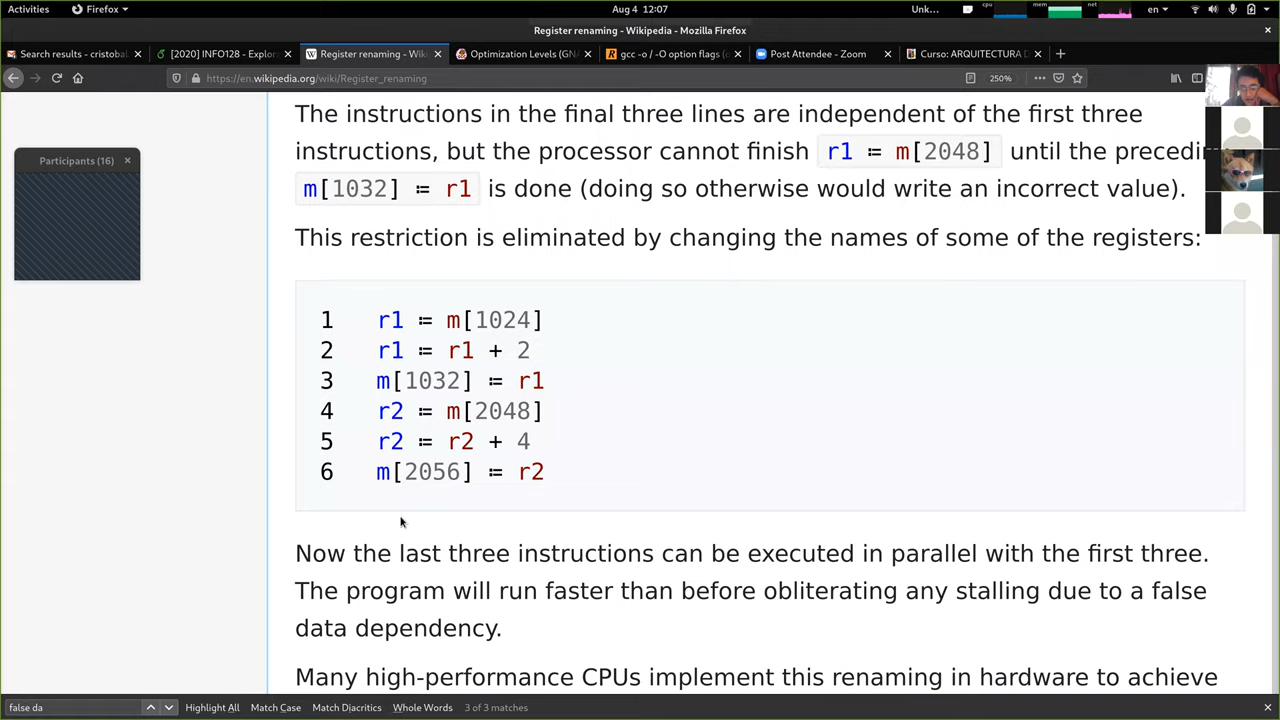 Activities
Firefox
Aug 4 12:07
Unk...
cpu
mem
net
en
Register renaming - Wikipedia - Mozilla Firefox
Search results - cristobal
[2020] INFO128 - Explor
Register renaming - Wiki
Optimization Levels (GNA
gcc -o / -O option flags (
Post Attendee - Zoom
Curso: ARQUITECTURA D
https://en.wikipedia.org/wiki/Register_renaming
250%
The instructions in the final three lines are independent of the first three
instructions, but the processor cannot finish r1 ≔ m[2048] until the precedi
m[1032] ≔ r1 is done (doing so otherwise would write an incorrect value).
This restriction is eliminated by changing the names of some of the registers:
Participants (16)
1 r1 ≔ m[1024]
2 r1 ≔ r1 + 2
3 m[1032] ≔ r1
4 r2 ≔ m[2048]
5 r2 ≔ r2 + 4
6 m[2056] ≔ r2
Now the last three instructions can be executed in parallel with the first three.
The program will run faster than before obliterating any stalling due to a false
data dependency.
Many high-performance CPUs implement this renaming in hardware to achieve
false da
Highlight All
Match Case
Match Diacritics
Whole Words
3 of 3 matches